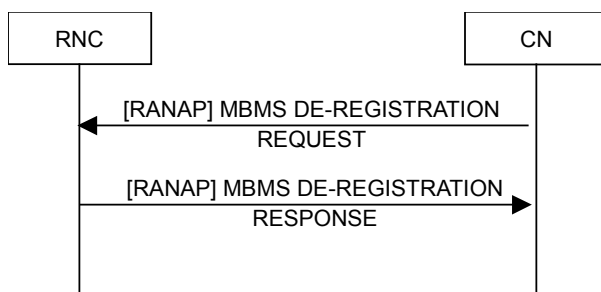 RNC
CN
[RANAP] MBMS DE-REGISTRATION
REQUEST
[RANAP] MBMS DE-REGISTRATION
RESPONSE